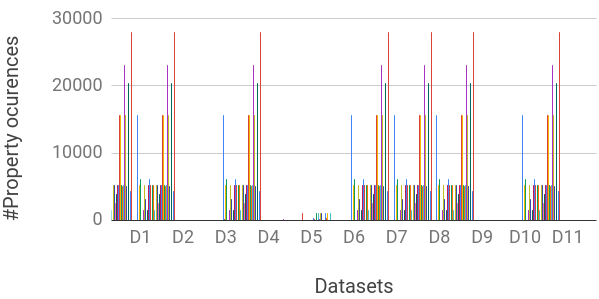 30000
20000
10000
0
#Property ocurences
D1 D2 D3 D4 D5 D6 D7 D8 D9 D10 D11
Datasets